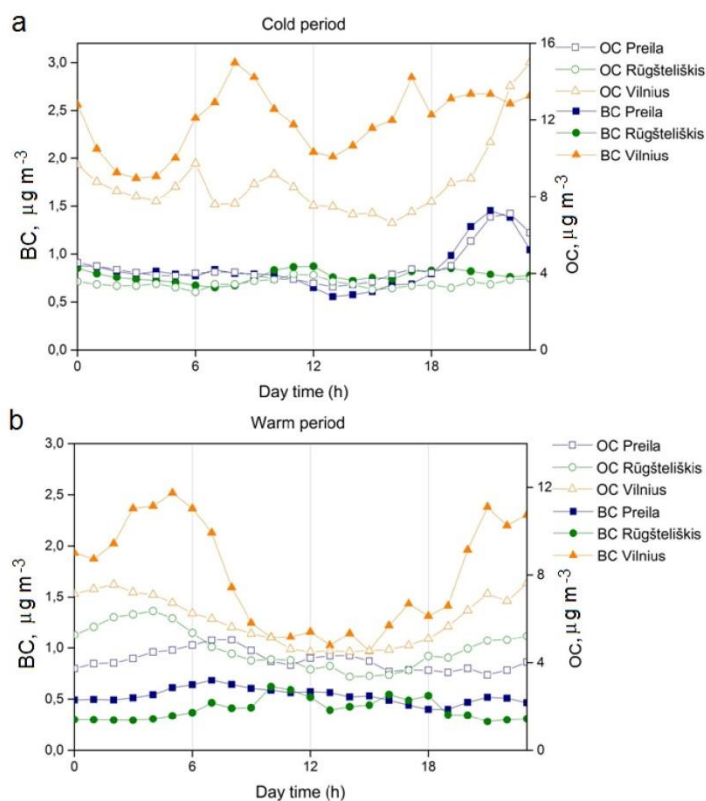 a
Cold period
BC, μg m-3
3,0
2,5
2,0
1,5
1,0
0,5
0,0
0
6
12
18
Day time (h)
16
12
8
4
0
OC, μg m-3
OC Preila
OC Rūgšteliškis
OC Vilnius
BC Preila
BC Rūgšteliškis
BC Vilnius
b
Warm period
BC, μg m-3
3,0
2,5
2,0
1,5
1,0
0,5
0,0
0
6
12
18
Day time (h)
12
8
4
0
OC, μg m-3
OC Preila
OC Rūgšteliškis
OC Vilnius
BC Preila
BC Rūgšteliškis
BC Vilnius